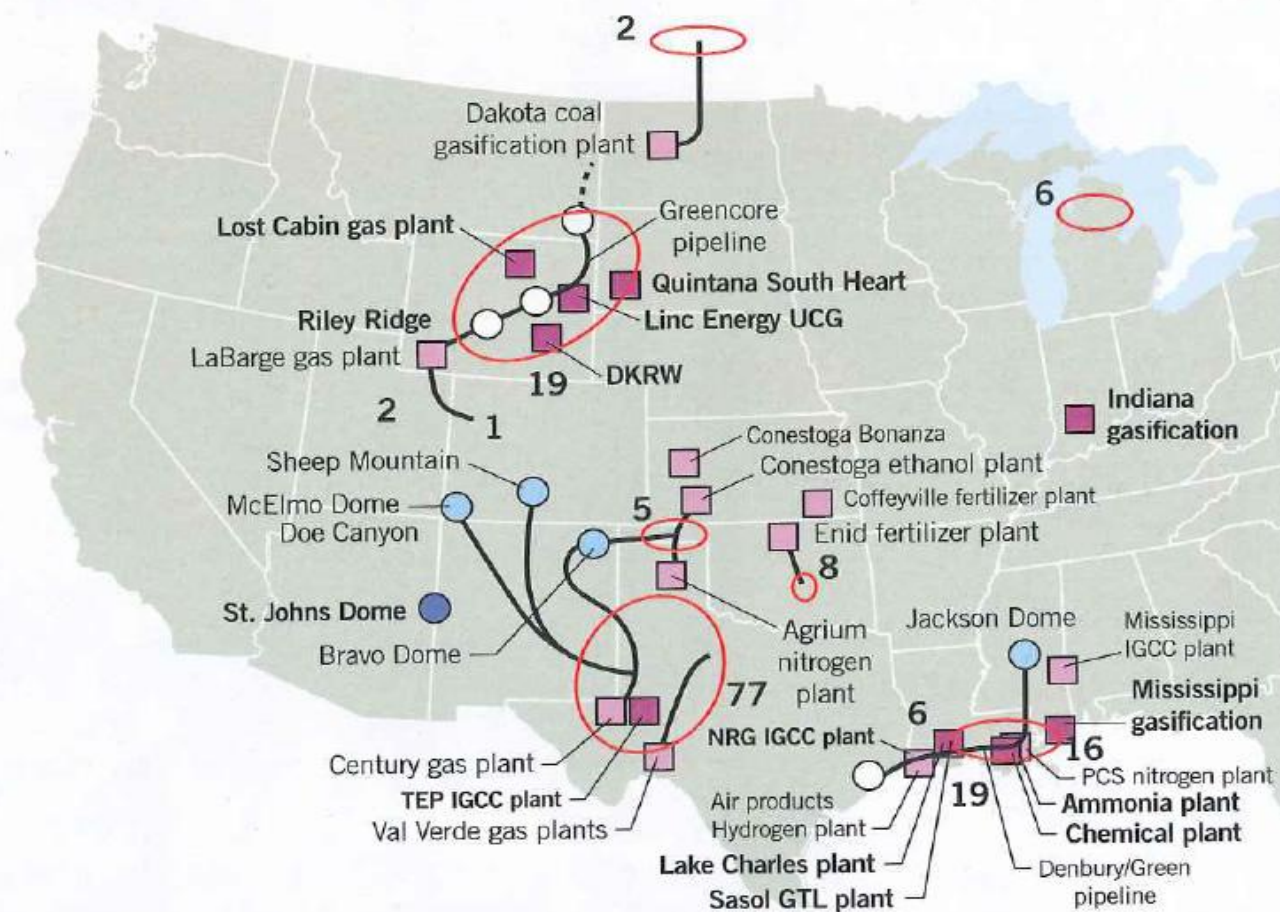 2
Dakota coal
gasification plant
6
Lost Cabin gas plant
Greencore
pipeline
Quintana South Heart
Riley Ridge
Linc Energy UCG
LaBarge gas plant
19
DKRW
2
1
Indiana
gasification
Conestoga Bonanza
Sheep Mountain
Conestoga ethanol plant
McElmo Dome
Doe Canyon
5
Coffeyville fertilizer plant
Enid fertilizer plant
8
St. Johns Dome
Bravo Dome
Agrium
nitrogen
plant
Jackson Dome
Mississippi
IGCC plant
77
Mississippi
gasification
6
NRG IGCC plant
16
Century gas plant
PCS nitrogen plant
TEP IGCC plant
19
Air products
Hydrogen plant
Ammonia plant
Val Verde gas plants
Chemical plant
Lake Charles plant
Denbury/Green
pipeline
Sasol GTL plant